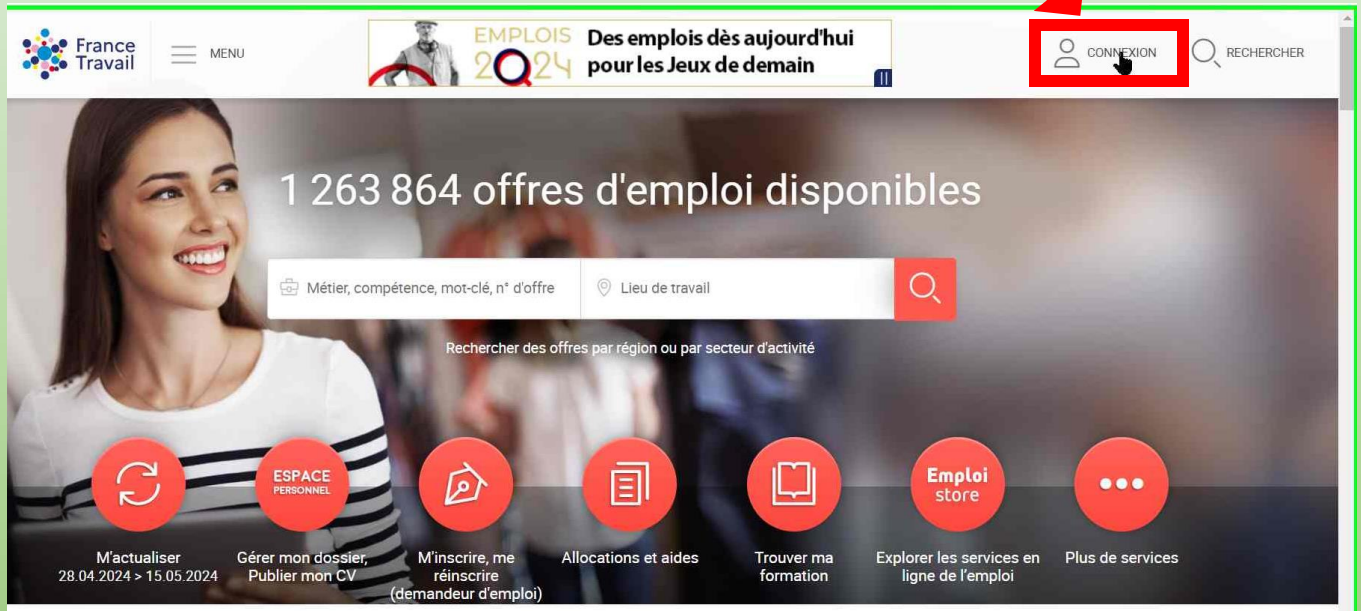 France
Travail
MENU
EMPLOIS
2024
Des emplois dès aujourd'hui
pour les Jeux de demain
CONNEXION
RECHERCHER
1 263 864 offres d'emploi disponibles
Métier, compétence, mot-clé, n° d'offre
Lieu de travail
Rechercher des offres par région ou par secteur d'activité
ESPACE
PERSONNEL
Emploi
store
M'actualiser
28.04.2024 > 15.05.2024
Gérer mon dossier,
Publier mon CV
M'inscrire, me
réinscrire
(demandeur d'emploi)
Allocations et aides
Trouver ma
formation
Explorer les services en
ligne de l'emploi
Plus de services